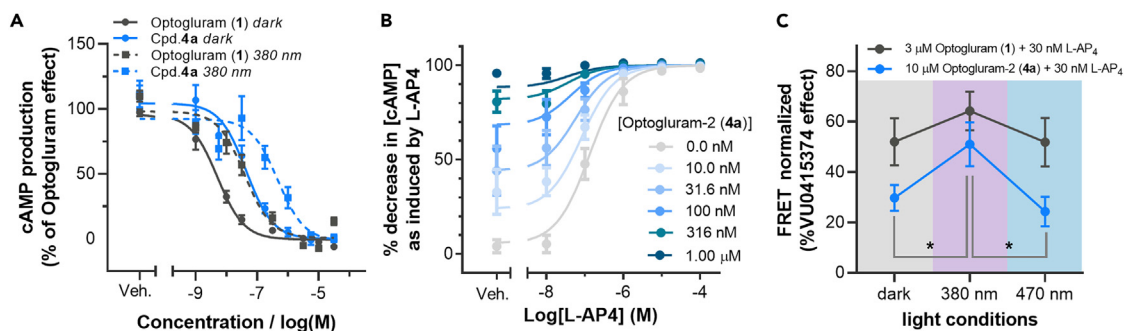 A
Optogluram (1) dark
Cpd.4a dark
Optogluram (1) 380 nm
Cpd.4a 380 nm
cAMP production
(% of Optogluram effect)
150
100
50
0
Veh.
-9
-7
-5
Concentration / log(M)
B
% decrease in [cAMP]
as induced by L-AP4
100
50
0
[Optogluram-2 (4a)]
0.0 nM
10.0 nM
31.6 nM
100 nM
316 nM
1.00 μM
Veh.
-8
-7
-6
-5
-4
Log[L-AP4] (M)
C
3 μM Optogluram (1) + 30 nM L-AP₄
10 μM Optogluram-2 (4a) + 30 nM L-AP₄
FRET normalized
(%VU0415374 effect)
80
60
40
20
0
*
*
dark
380 nm
470 nm
light conditions